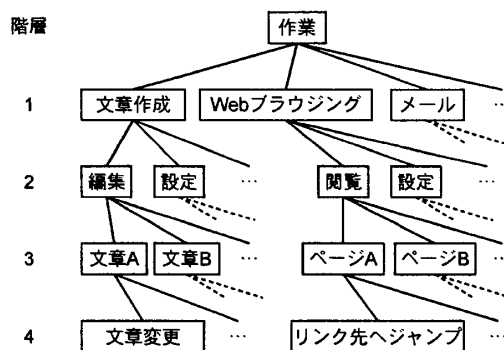 階層
作業
1 文章作成 Webブラウジング メール …
2 編集 設定 … 閲覧 設定 …
3 文章A 文章B … ページA ページB …
4 文章変更 … リンク先へジャンプ …